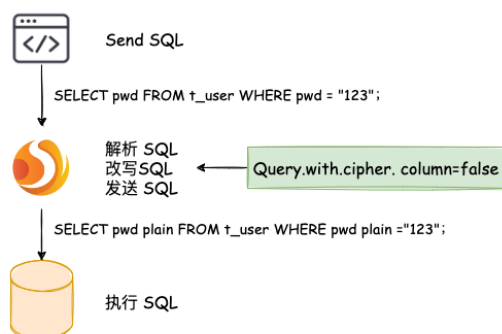 </>
Send SQL
SELECT pwd FROM t_user WHERE pwd = "123";
解析 SQL
改写SQL
发送 SQL
Query.with.cipher. column=false
SELECT pwd plain FROM t_user WHERE pwd plain ="123";
执行 SQL